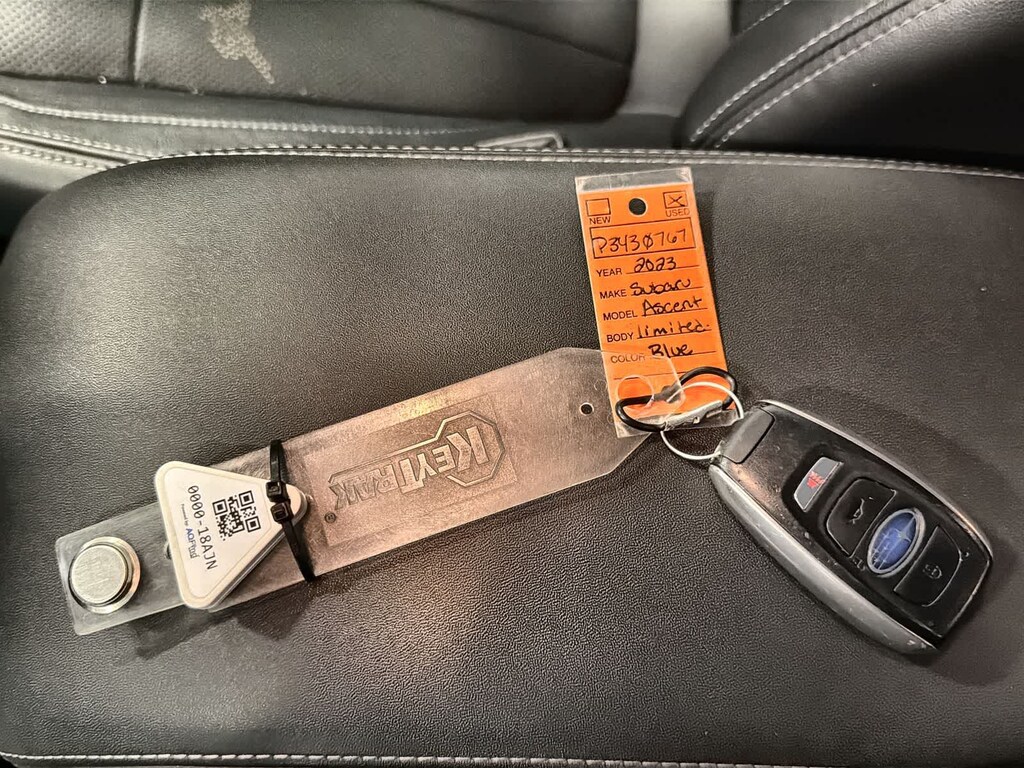 NEW
USED
P3430767
YEAR 2023
MAKE Subaru
MODEL Ascent
BODY limited.
COLOR Blue
KEYTRAK®
0000-18AJN